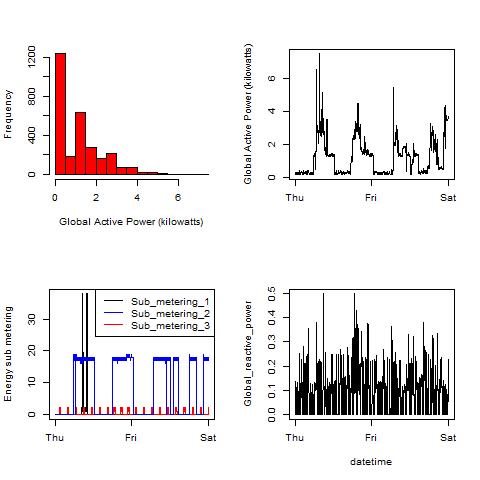 Frequency
0 400 800 1200
0 2 4 6
Global Active Power (kilowatts)
Global Active Power (kilowatts)
0 2 4 6
Thu Fri Sat
Energy sub metering
0 10 20 30
Sub_metering_1
Sub_metering_2
Sub_metering_3
Thu Fri Sat
Global_reactive_power
0.0 0.1 0.2 0.3 0.4 0.5
Thu Fri Sat
datetime